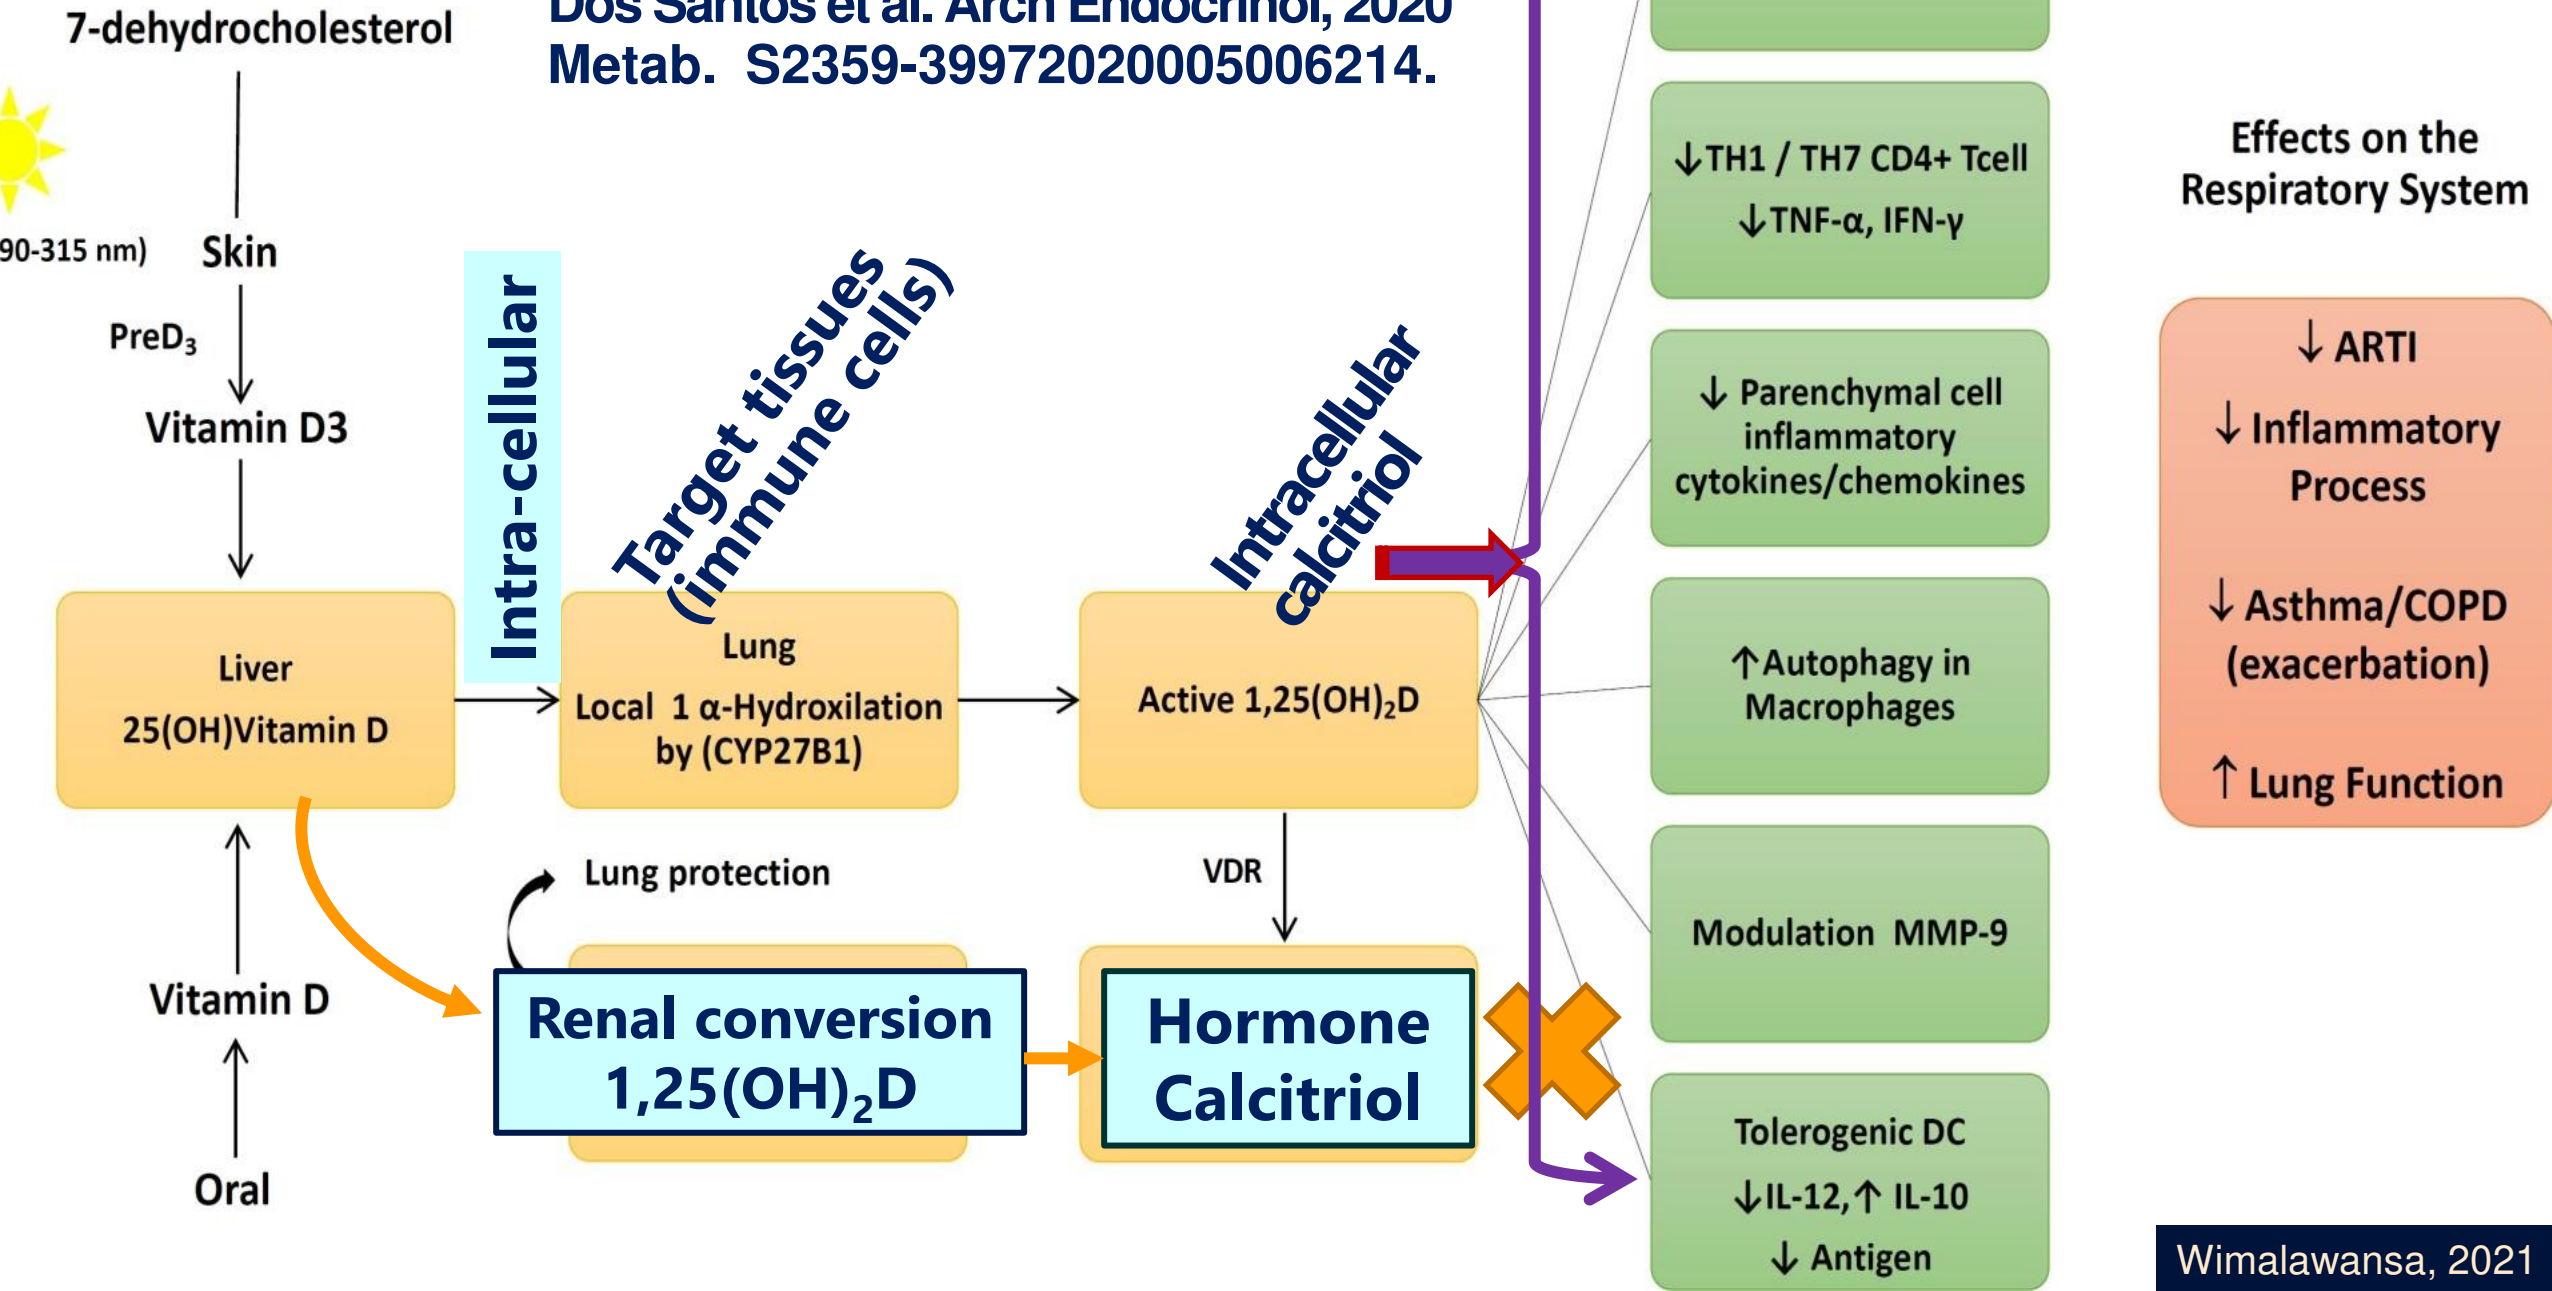 7-dehydrocholesterol
Dos Santos et al. Arch Endocrinol, 2020
Metab. S2359-39972020005006214.
90-315 nm)
Skin
PreD₃
Vitamin D3
Intra-cellular
Target tissues
(immune cells)
Intracellular
calcitriol
Liver
25(OH)Vitamin D
Lung
Local 1 α-Hydroxilation
by (CYP27B1)
Active 1,25(OH)₂D
Lung protection
VDR
Vitamin D
Oral
Renal conversion
1,25(OH)₂D
Hormone
Calcitriol
↓TH1 / TH7 CD4+ Tcell
↓TNF-α, IFN-γ
↓ Parenchymal cell
inflammatory
cytokines/chemokines
↑Autophagy in
Macrophages
Modulation MMP-9
Tolerogenic DC
↓IL-12,↑ IL-10
↓ Antigen
Effects on the
Respiratory System
↓ ARTI
↓ Inflammatory
Process
↓ Asthma/COPD
(exacerbation)
↑ Lung Function
Wimalawansa, 2021